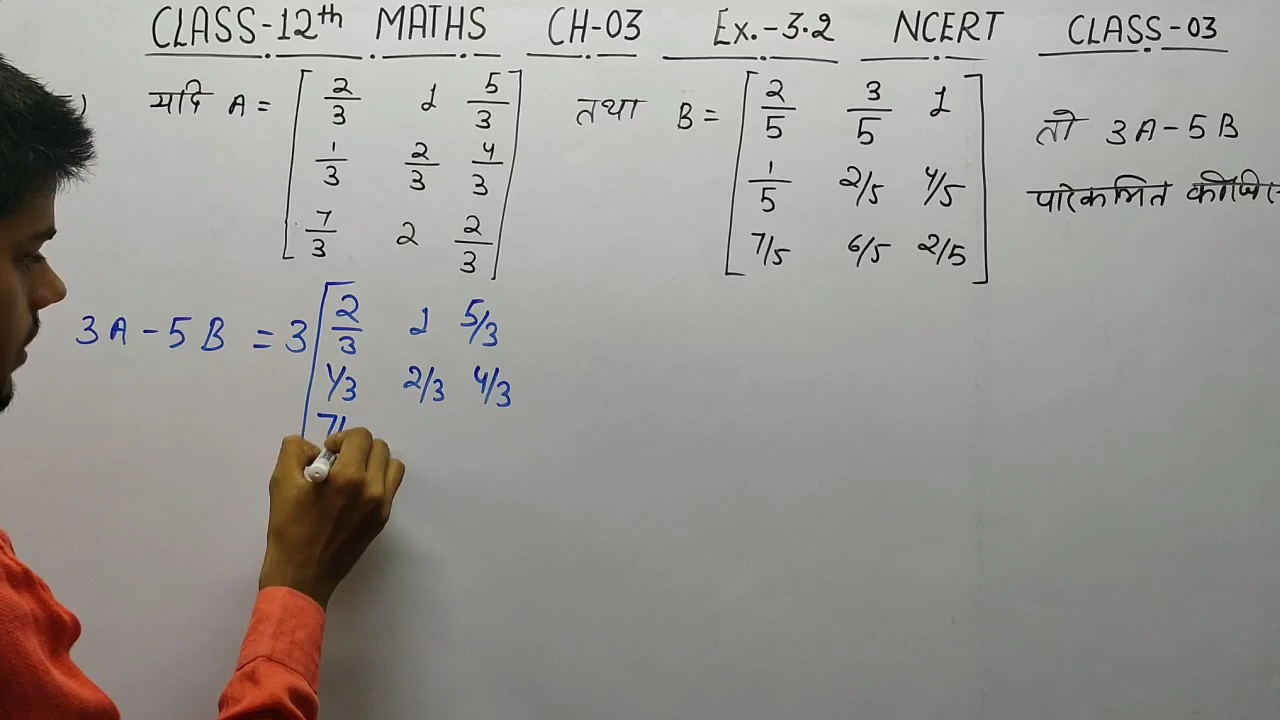 CLASS-12th MATHS CH-03 Ex.-3.2 NCERT CLASS-03
) यदि A = [ 2/3 1 5/3 तथा B = [ 2/5 3/5 1 ] तो 3A-5B
1/3 2/3 4/3 1/5 2/5 4/5 परिकलित कीजिए
7/3 2 2/3 ] 7/5 6/5 2/5 ]
3A-5B = 3 [ 2/3 1 5/3
1/3 2/3 4/3
7/